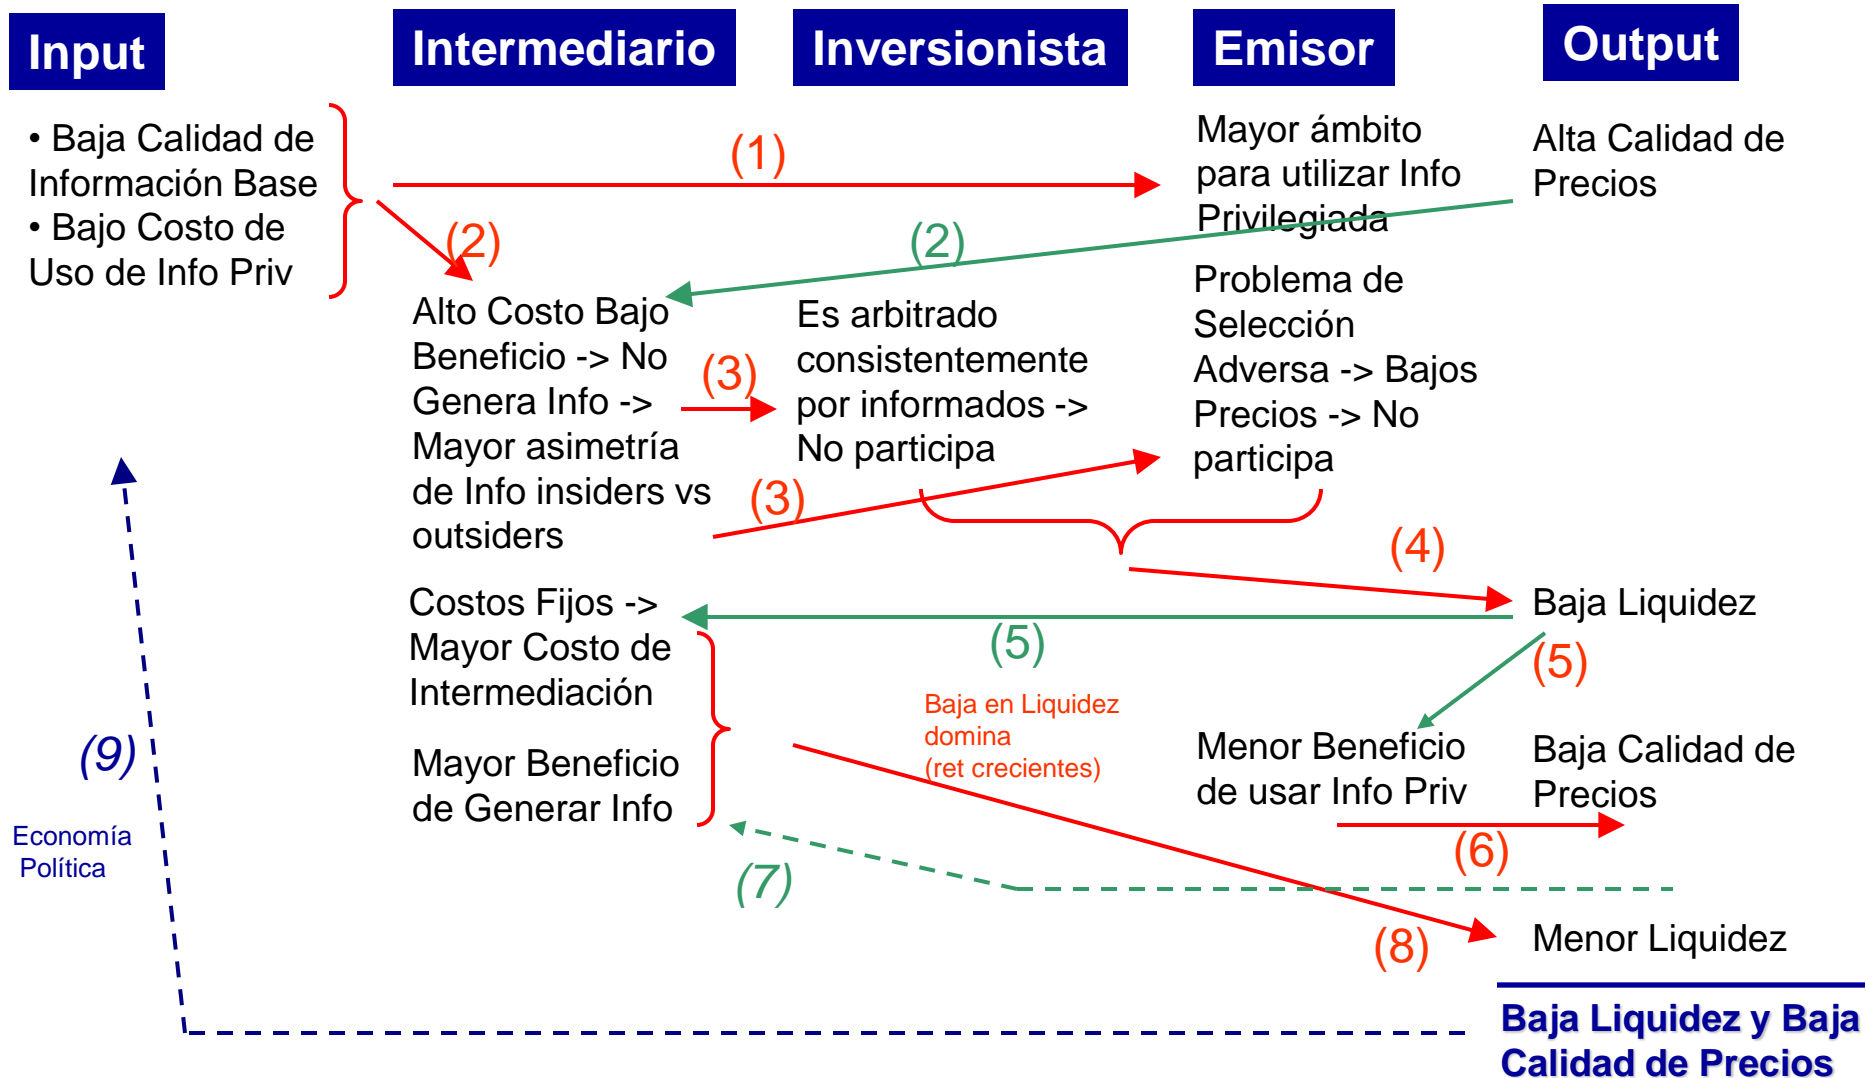 Input
Intermediario
Inversionista
Emisor
Output
• Baja Calidad de
Información Base
• Bajo Costo de
Uso de Info Priv
(1)
(2)
(2)
Mayor ámbito
para utilizar Info
Privilegiada
Alta Calidad de
Precios
Alto Costo Bajo
Beneficio -> No
Genera Info ->
Mayor asimetría
de Info insiders vs
outsiders
(3)
(3)
Es arbitrado
consistentemente
por informados ->
No participa
Problema de
Selección
Adversa -> Bajos
Precios -> No
participa
(4)
Baja Liquidez
Costos Fijos ->
Mayor Costo de
Intermediación
(5)
(5)
Mayor Beneficio
de Generar Info
Baja en Liquidez
domina
(ret crecientes)
Menor Beneficio
de usar Info Priv
Baja Calidad de
Precios
(6)
(7)
(8)
Menor Liquidez
(9)
Economía
Política
Baja Liquidez y Baja
Calidad de Precios